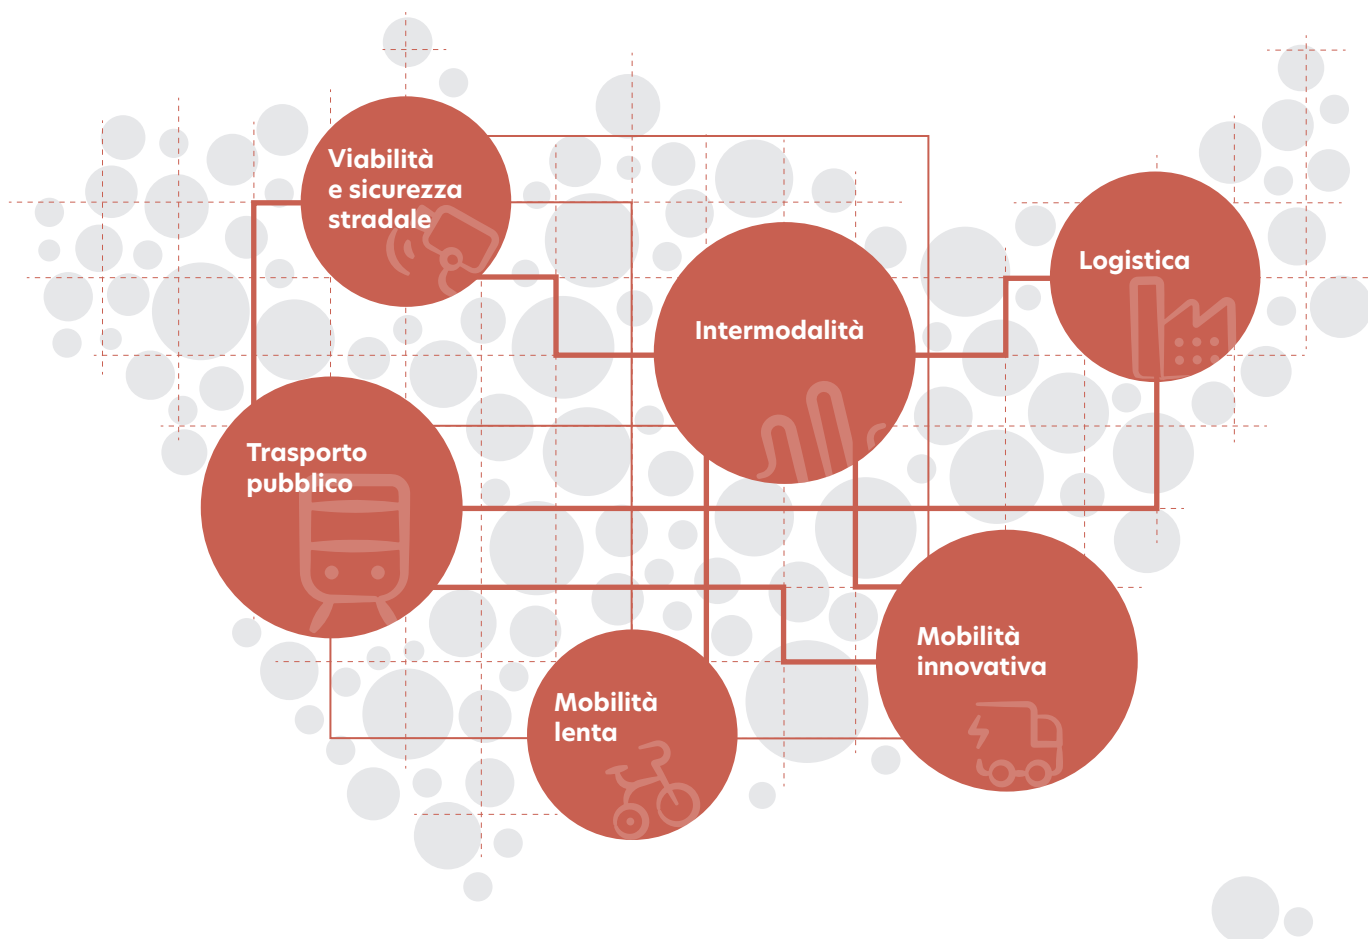 Viabilità
e sicurezza
stradale
Logistica
Intermodalità
Trasporto
pubblico
Mobilità
innovativa
Mobilità
lenta